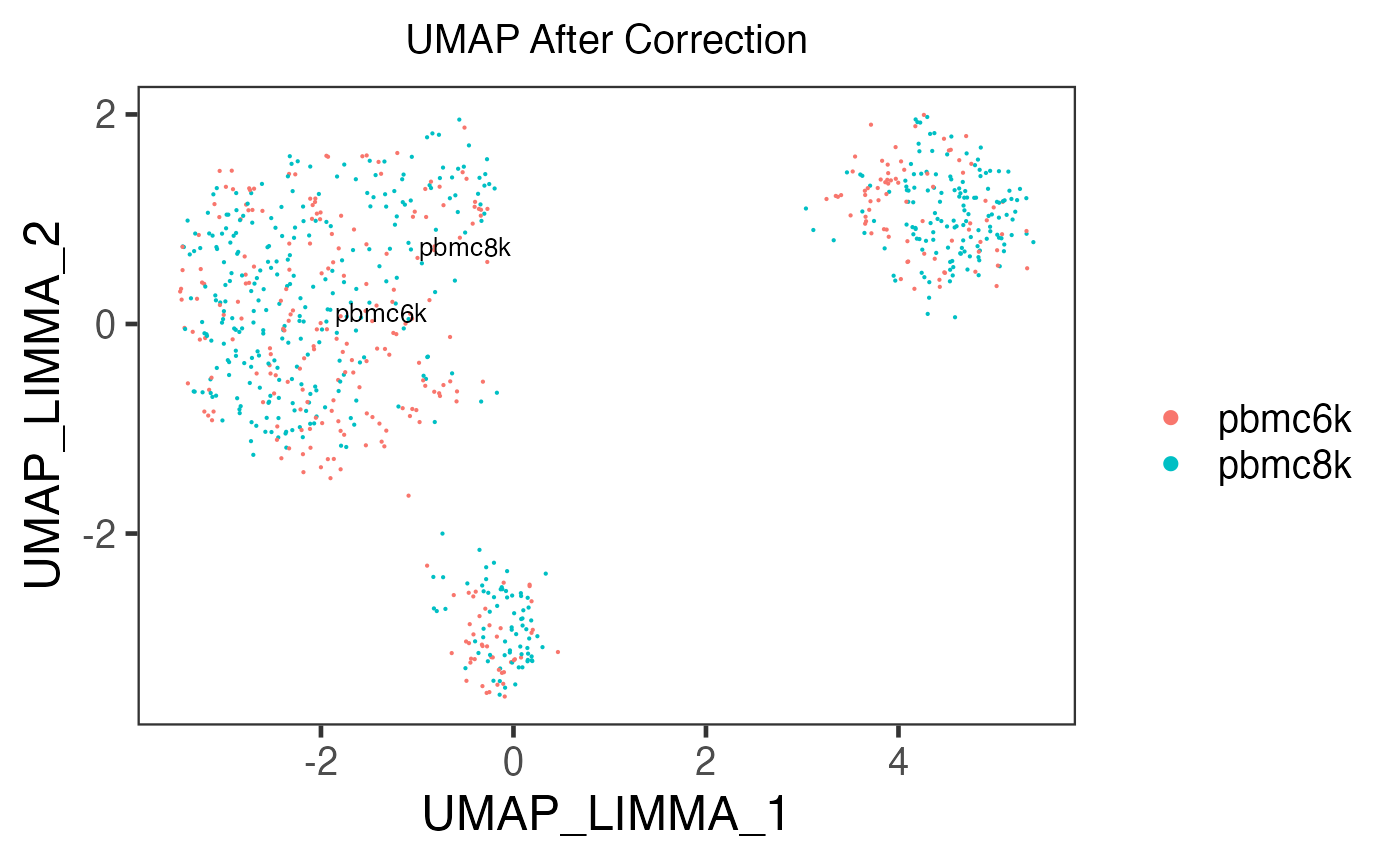 UMAP After Correction
UMAP_LIMMA_2
2
0
-2
pbmc8k
pbmc6k
pbmc6k
pbmc8k
-2
0
2
4
UMAP_LIMMA_1